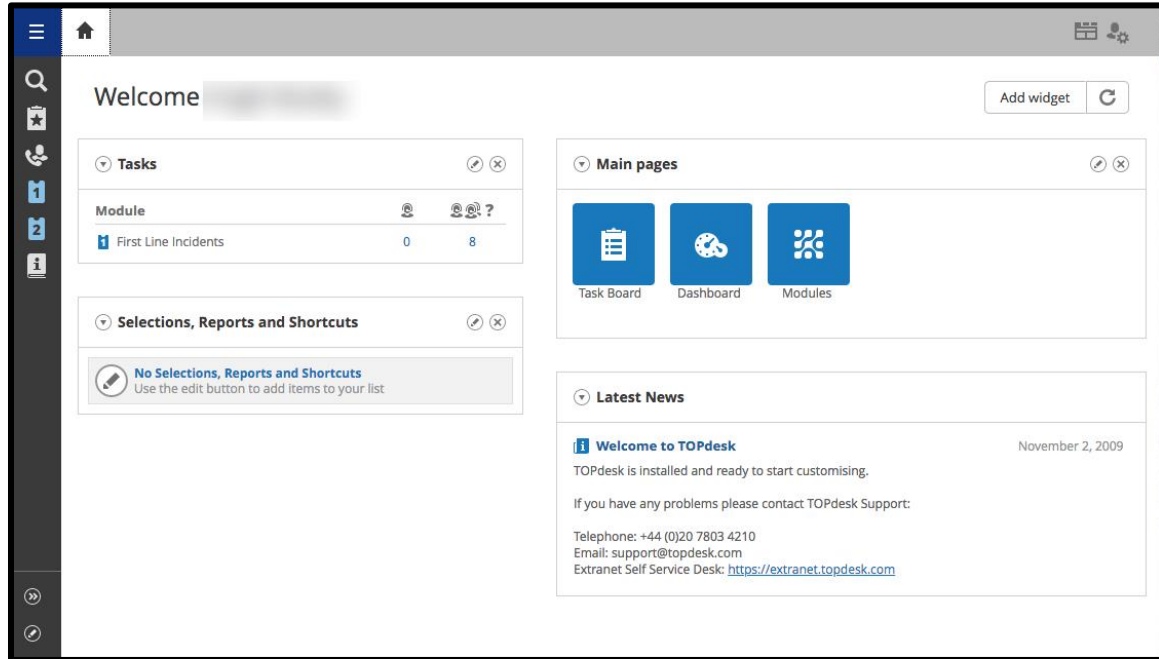 Welcome
Add widget
Tasks
Module
?
First Line Incidents
0
8
Selections, Reports and Shortcuts
No Selections, Reports and Shortcuts
Use the edit button to add items to your list
Main pages
Task Board
Dashboard
Modules
Latest News
Welcome to TOPdesk
November 2, 2009
TOPdesk is installed and ready to start customising.
If you have any problems please contact TOPdesk Support:
Telephone: +44 (0)20 7803 4210
Email: support@topdesk.com
Extranet Self Service Desk: https://extranet.topdesk.com
1
2
i